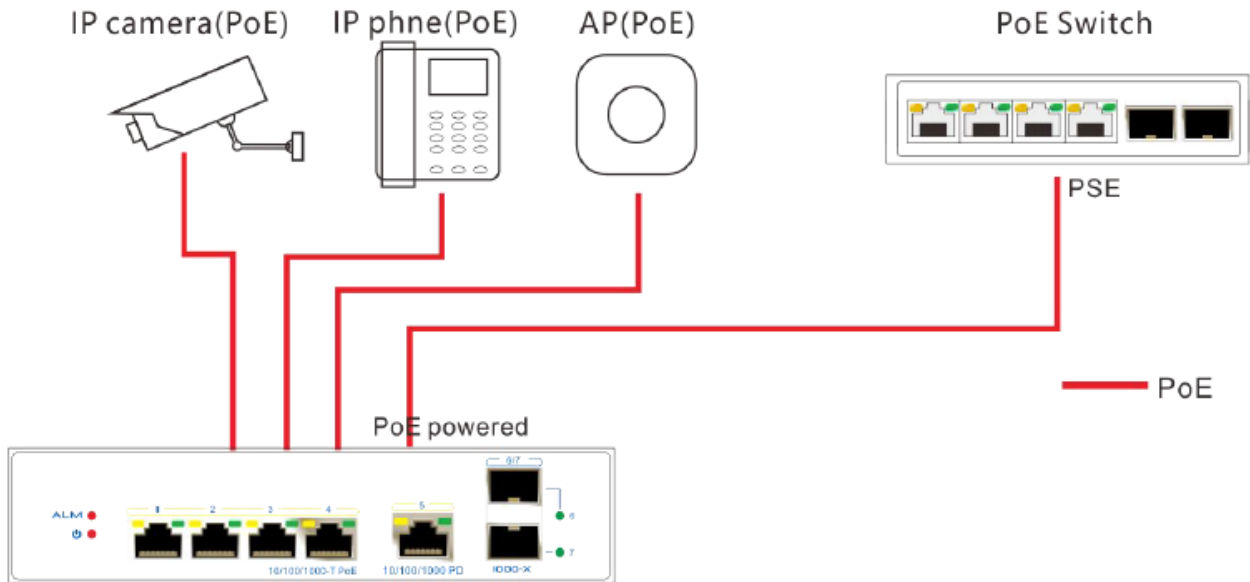 IP camera(PoE)
IP phne(PoE)
AP(PoE)
PoE Switch
PSE
PoE
PoE powered
ALM
1
2
3
4
5
6/7
6
7
10/100/1000-T PoE
10/100/1000 PD
1000-X